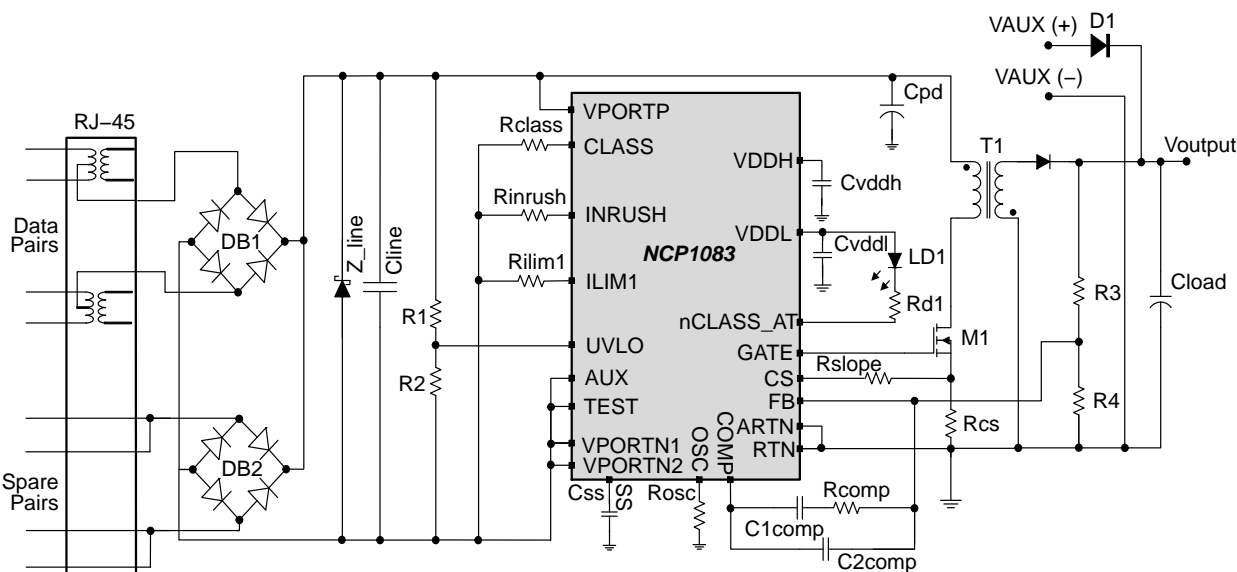 VAUX (+)
D1
VAUX (−)
RJ−45
Cpd
Rclass
VPORTP
CLASS
T1
Voutput
VDDH
Cvddh
Rinrush
INRUSH
Data
Pairs
DB1
Z_line
Cline
VDDL
Cvddl
NCP1083
LD1
Rilim1
ILIM1
R3
Cload
R1
Rd1
nCLASS_AT
M1
UVLO
GATE
Rslope
R2
AUX
CS
TEST
FB
R4
COMP
OSC
ARTN
Rcs
VPORTN1
VPORTN2
RTN
DB2
Spare
Pairs
Css
SS
Rosc
Rcomp
C1comp
C2comp